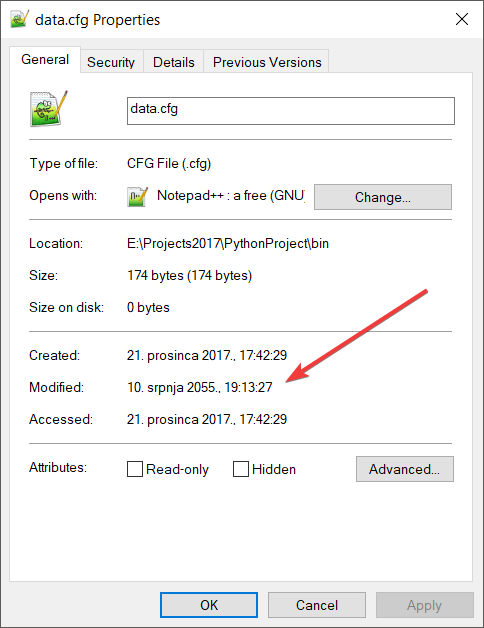 data.cfg Properties
General Security Details Previous Versions
data.cfg
Type of file: CFG File (.cfg)
Opens with: Notepad++ : a free (GNU) Change...
Location: E:\Projects2017\PythonProject\bin
Size: 174 bytes (174 bytes)
Size on disk: 0 bytes
Created: 21. prosinca 2017., 17:42:29
Modified: 10. srpnja 2055., 19:13:27
Accessed: 21. prosinca 2017., 17:42:29
Attributes: Read-only Hidden Advanced...
OK Cancel Apply